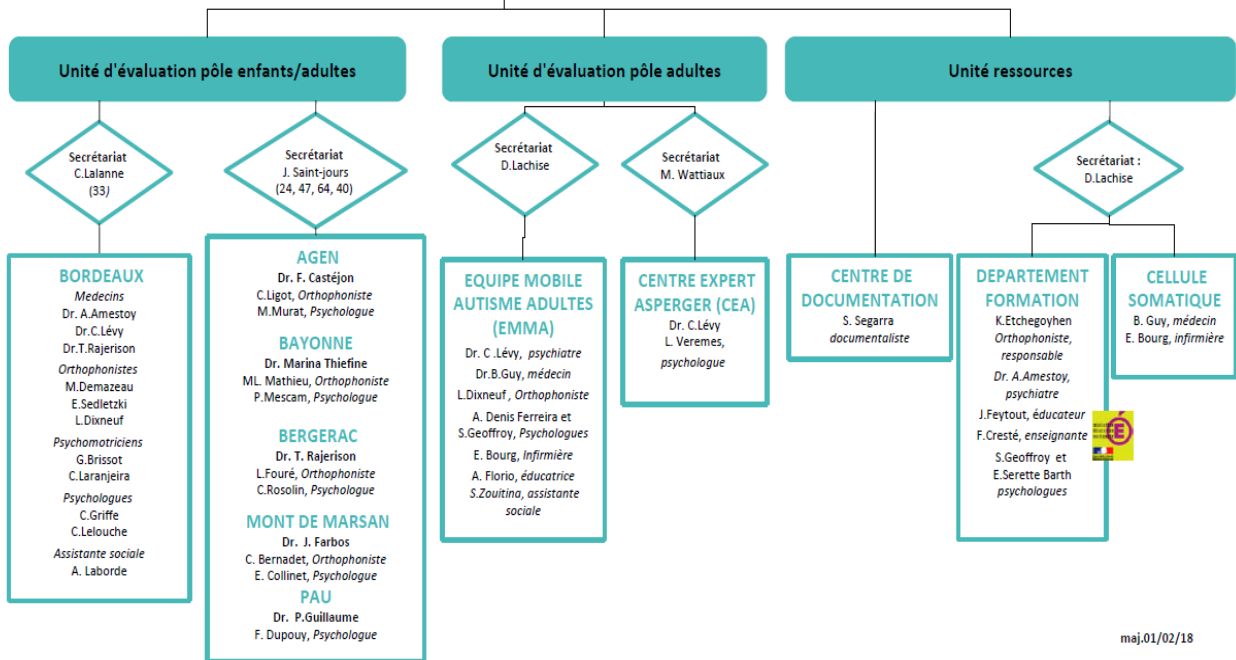 Unité d'évaluation pôle enfants/adultes
Unité d'évaluation pôle adultes
Unité ressources
Secrétariat
C.Lalanne
(33)
Secrétariat
J. Saint-jours
(24, 47, 64, 40)
Secrétariat
D.Lachise
Secrétariat
M. Wattiaux
Secrétariat :
D.Lachise
BORDEAUX
Medecins
Dr. A.Amestoy
Dr.C.Lévy
Dr.T.Rajerison
Orthophonistes
M.Demazeau
E.Sedletzki
L.Dixneuf
Psychomotriciens
G.Brissot
C.Laranjeira
Psychologues
C.Griffe
C.Lelouche
Assistante sociale
A. Laborde
AGEN
Dr. F. Castéjon
C.Ligot, Orthophoniste
M.Murat, Psychologue
BAYONNE
Dr. Marina Thiefine
ML. Mathieu, Orthophoniste
P.Mescam, Psychologue
BERGERAC
Dr. T. Rajerison
L.Fouré, Orthophoniste
C.Rosolin, Psychologue
MONT DE MARSAN
Dr. J. Farbos
C. Bernadet, Orthophoniste
E. Collinet, Psychologue
PAU
Dr. P.Guillaume
F. Dupouy, Psychologue
EQUIPE MOBILE
AUTISME ADULTES
(EMMA)
Dr. C .Lévy, psychiatre
Dr.B.Guy, médecin
L.Dixneuf , Orthophoniste
A. Denis Ferreira et
S.Geoffroy, Psychologues
E. Bourg, Infirmière
A. Florio, éducatrice
S.Zouitina, assistante
sociale
CENTRE EXPERT
ASPERGER (CEA)
Dr. C.Lévy
L. Veremes,
psychologue
CENTRE DE
DOCUMENTATION
S. Segarra
documentaliste
DEPARTEMENT
FORMATION
K.Etchegoyhen
Orthophoniste,
responsable
Dr. A.Amestoy,
psychiatre
J.Feytout, éducateur
F.Cresté, enseignante
S.Geoffroy et
E.Serette Barth
psychologues
É
CELLULE
SOMATIQUE
B. Guy, médecin
E. Bourg, infirmière
maj.01/02/18